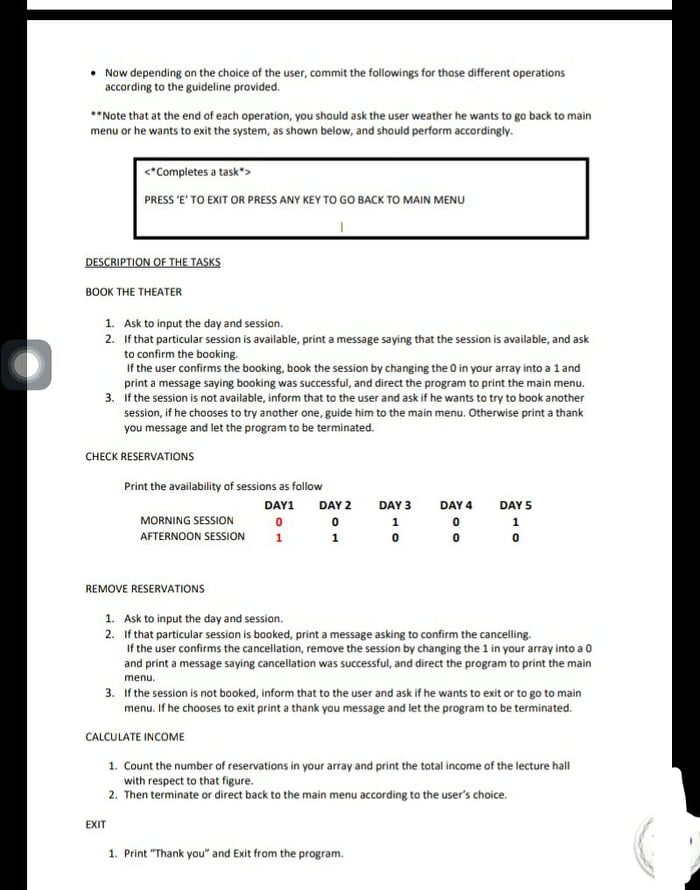 • Now depending on the choice of the user, commit the followings for those different operations
according to the guideline provided.
**Note that at the end of each operation, you should ask the user weather he wants to go back to main
menu or he wants to exit the system, as shown below, and should perform accordingly.
<*Completes a task*>
PRESS 'E' TO EXIT OR PRESS ANY KEY TO GO BACK TO MAIN MENU
DESCRIPTION OF THE TASKS
BOOK THE THEATER
1. Ask to input the day and session.
2. If that particular session is available, print a message saying that the session is available, and ask
to confirm the booking.
If the user confirms the booking, book the session by changing the 0 in your array into a 1 and
print a message saying booking was successful, and direct the program to print the main menu.
3. If the session is not available, inform that to the user and ask if he wants to try to book another
session, if he chooses to try another one, guide him to the main menu. Otherwise print a thank
you message and let the program to be terminated.
CHECK RESERVATIONS
Print the availability of sessions as follow
DAY1 DAY 2 DAY 3 DAY 4 DAY 5
MORNING SESSION 0 0 1 0 1
AFTERNOON SESSION 1 1 0 0 0
REMOVE RESERVATIONS
1. Ask to input the day and session.
2. If that particular session is booked, print a message asking to confirm the cancelling.
If the user confirms the cancellation, remove the session by changing the 1 in your array into a 0
and print a message saying cancellation was successful, and direct the program to print the main
menu.
3. If the session is not booked, inform that to the user and ask if he wants to exit or to go to main
menu. If he chooses to exit print a thank you message and let the program to be terminated.
CALCULATE INCOME
1. Count the number of reservations in your array and print the total income of the lecture hall
with respect to that figure.
2. Then terminate or direct back to the main menu according to the user's choice.
EXIT
1. Print "Thank you" and Exit from the program.